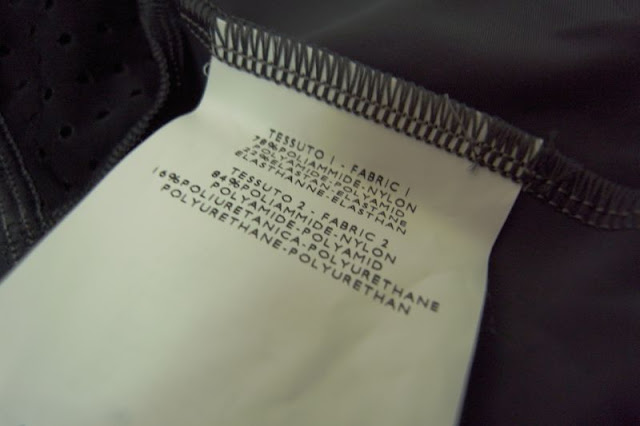 TESSUTO 1 - FABRIC 1
78%POLIAMMIDE-NYLON
POLYAMIDE-POLYAMID
22%ELASTAN-ELASTANE
ELASTHANNE-ELASTHAN
TESSUTO 2 - FABRIC 2
84%POLIAMMIDE-NYLON
POLYAMIDE-POLYAMID
16%POLIURETANICA-POLYURETHANE
POLYURETHANE-POLYURETHAN